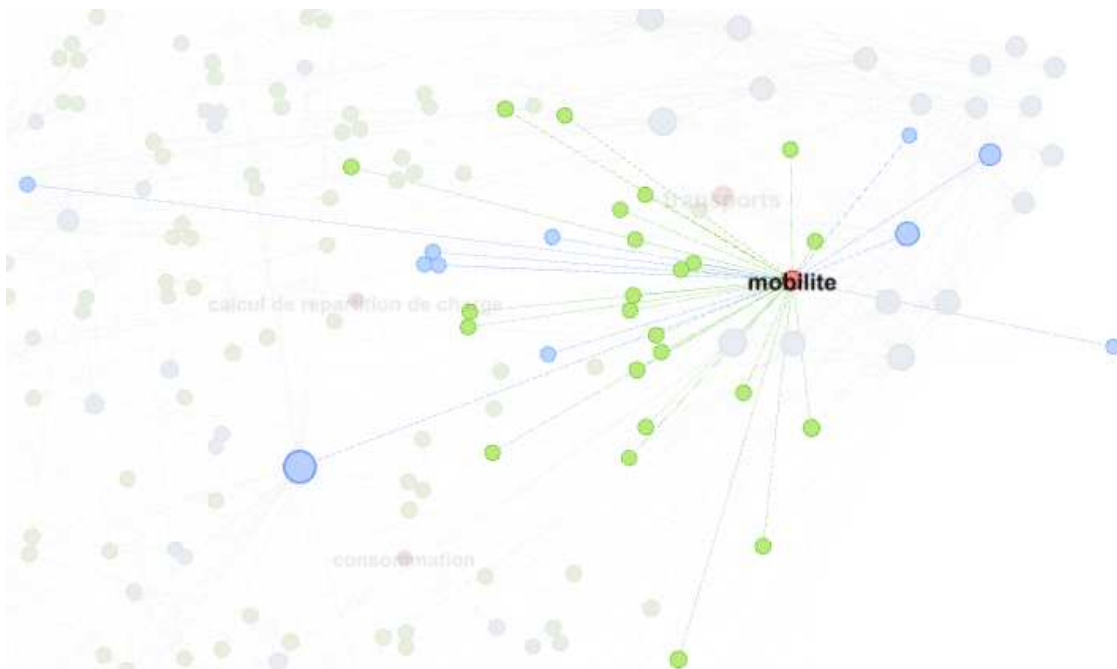 transports
mobilite
calcul de repartition de charge
consommation